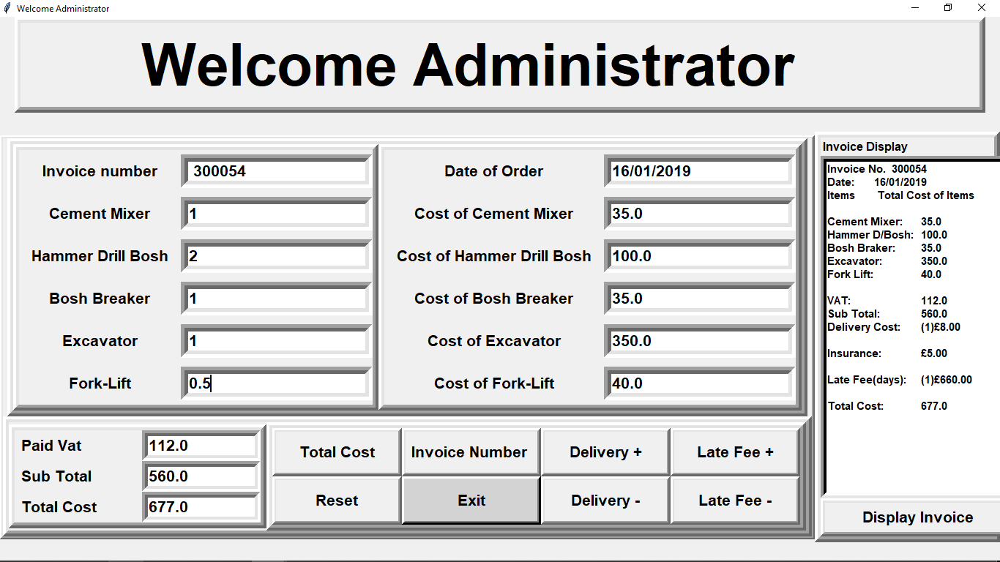 Welcome Administrator
Welcome Administrator
Invoice number 300054
Cement Mixer 1
Hammer Drill Bosh 2
Bosh Breaker 1
Excavator 1
Fork-Lift 0.5
Date of Order 16/01/2019
Cost of Cement Mixer 35.0
Cost of Hammer Drill Bosh 100.0
Cost of Bosh Breaker 35.0
Cost of Excavator 350.0
Cost of Fork-Lift 40.0
Invoice Display
Invoice No. 300054
Date: 16/01/2019
Items Total Cost of Items
Cement Mixer: 35.0
Hammer D/Bosh: 100.0
Bosh Braker: 35.0
Excavator: 350.0
Fork Lift: 40.0
VAT: 112.0
Sub Total: 560.0
Delivery Cost: (1)£8.00
Insurance: £5.00
Late Fee(days): (1)£660.00
Total Cost: 677.0
Display Invoice
Paid Vat 112.0
Sub Total 560.0
Total Cost 677.0
Total Cost Invoice Number Delivery + Late Fee +
Reset Exit Delivery - Late Fee -